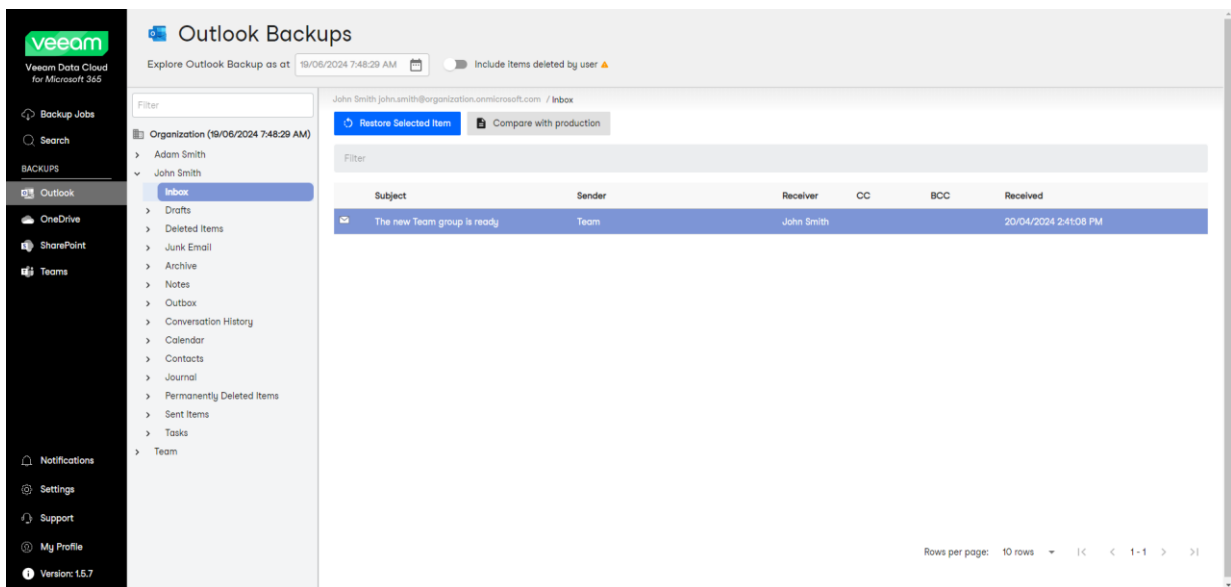 veeam
Veeam Data Cloud
for Microsoft 365
Backup Jobs
Search
BACKUPS
Outlook
OneDrive
SharePoint
Teams
Notifications
Settings
Support
My Profile
Version: 1.5.7
Outlook Backups
Explore Outlook Backup as at 19/06/2024 7:48:29 AM Include items deleted by user
Filter
Organization (19/06/2024 7:48:29 AM)
Adam Smith
John Smith
Inbox
Drafts
Deleted Items
Junk Email
Archive
Notes
Outbox
Conversation History
Calendar
Contacts
Journal
Permanently Deleted Items
Sent Items
Tasks
Team
John Smith john.smith@organization.onmicrosoft.com / Inbox
Restore Selected Item Compare with production
Filter
Subject Sender Receiver CC BCC Received
The new Team group is ready Team John Smith 20/04/2024 2:41:08 PM
Rows per page: 10 rows 1-1